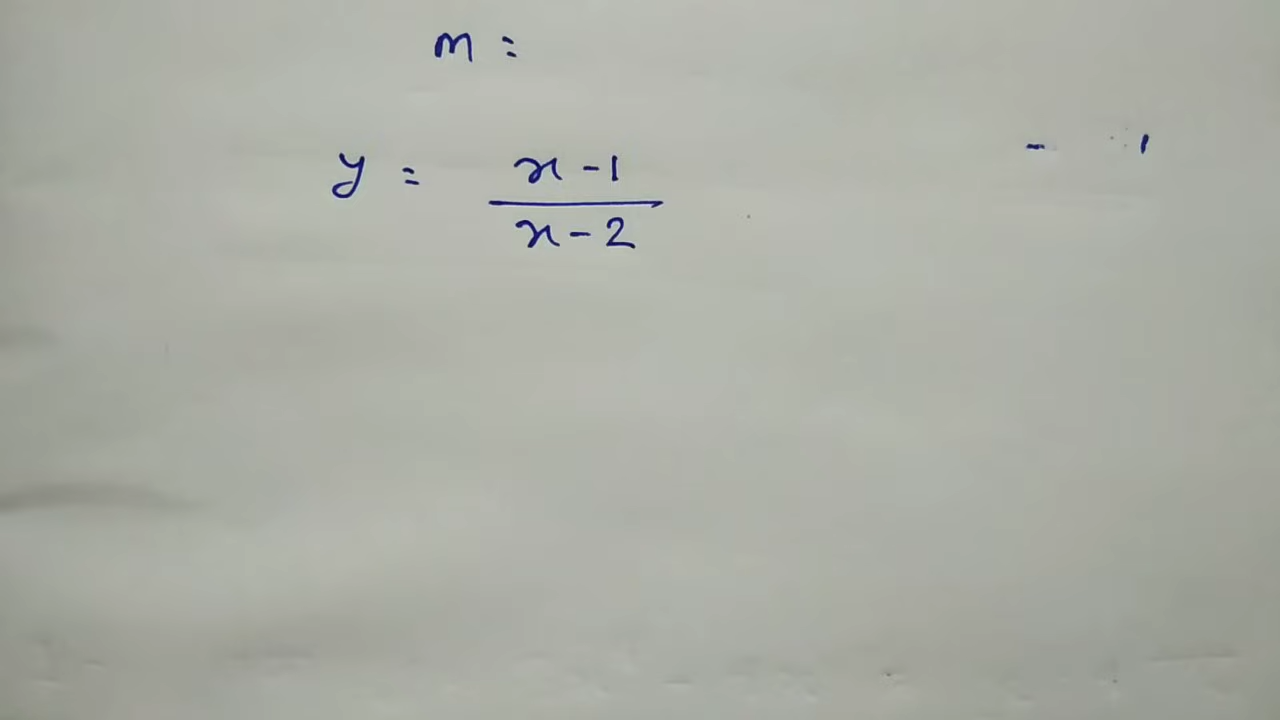 m =
y = x - 1
x - 2